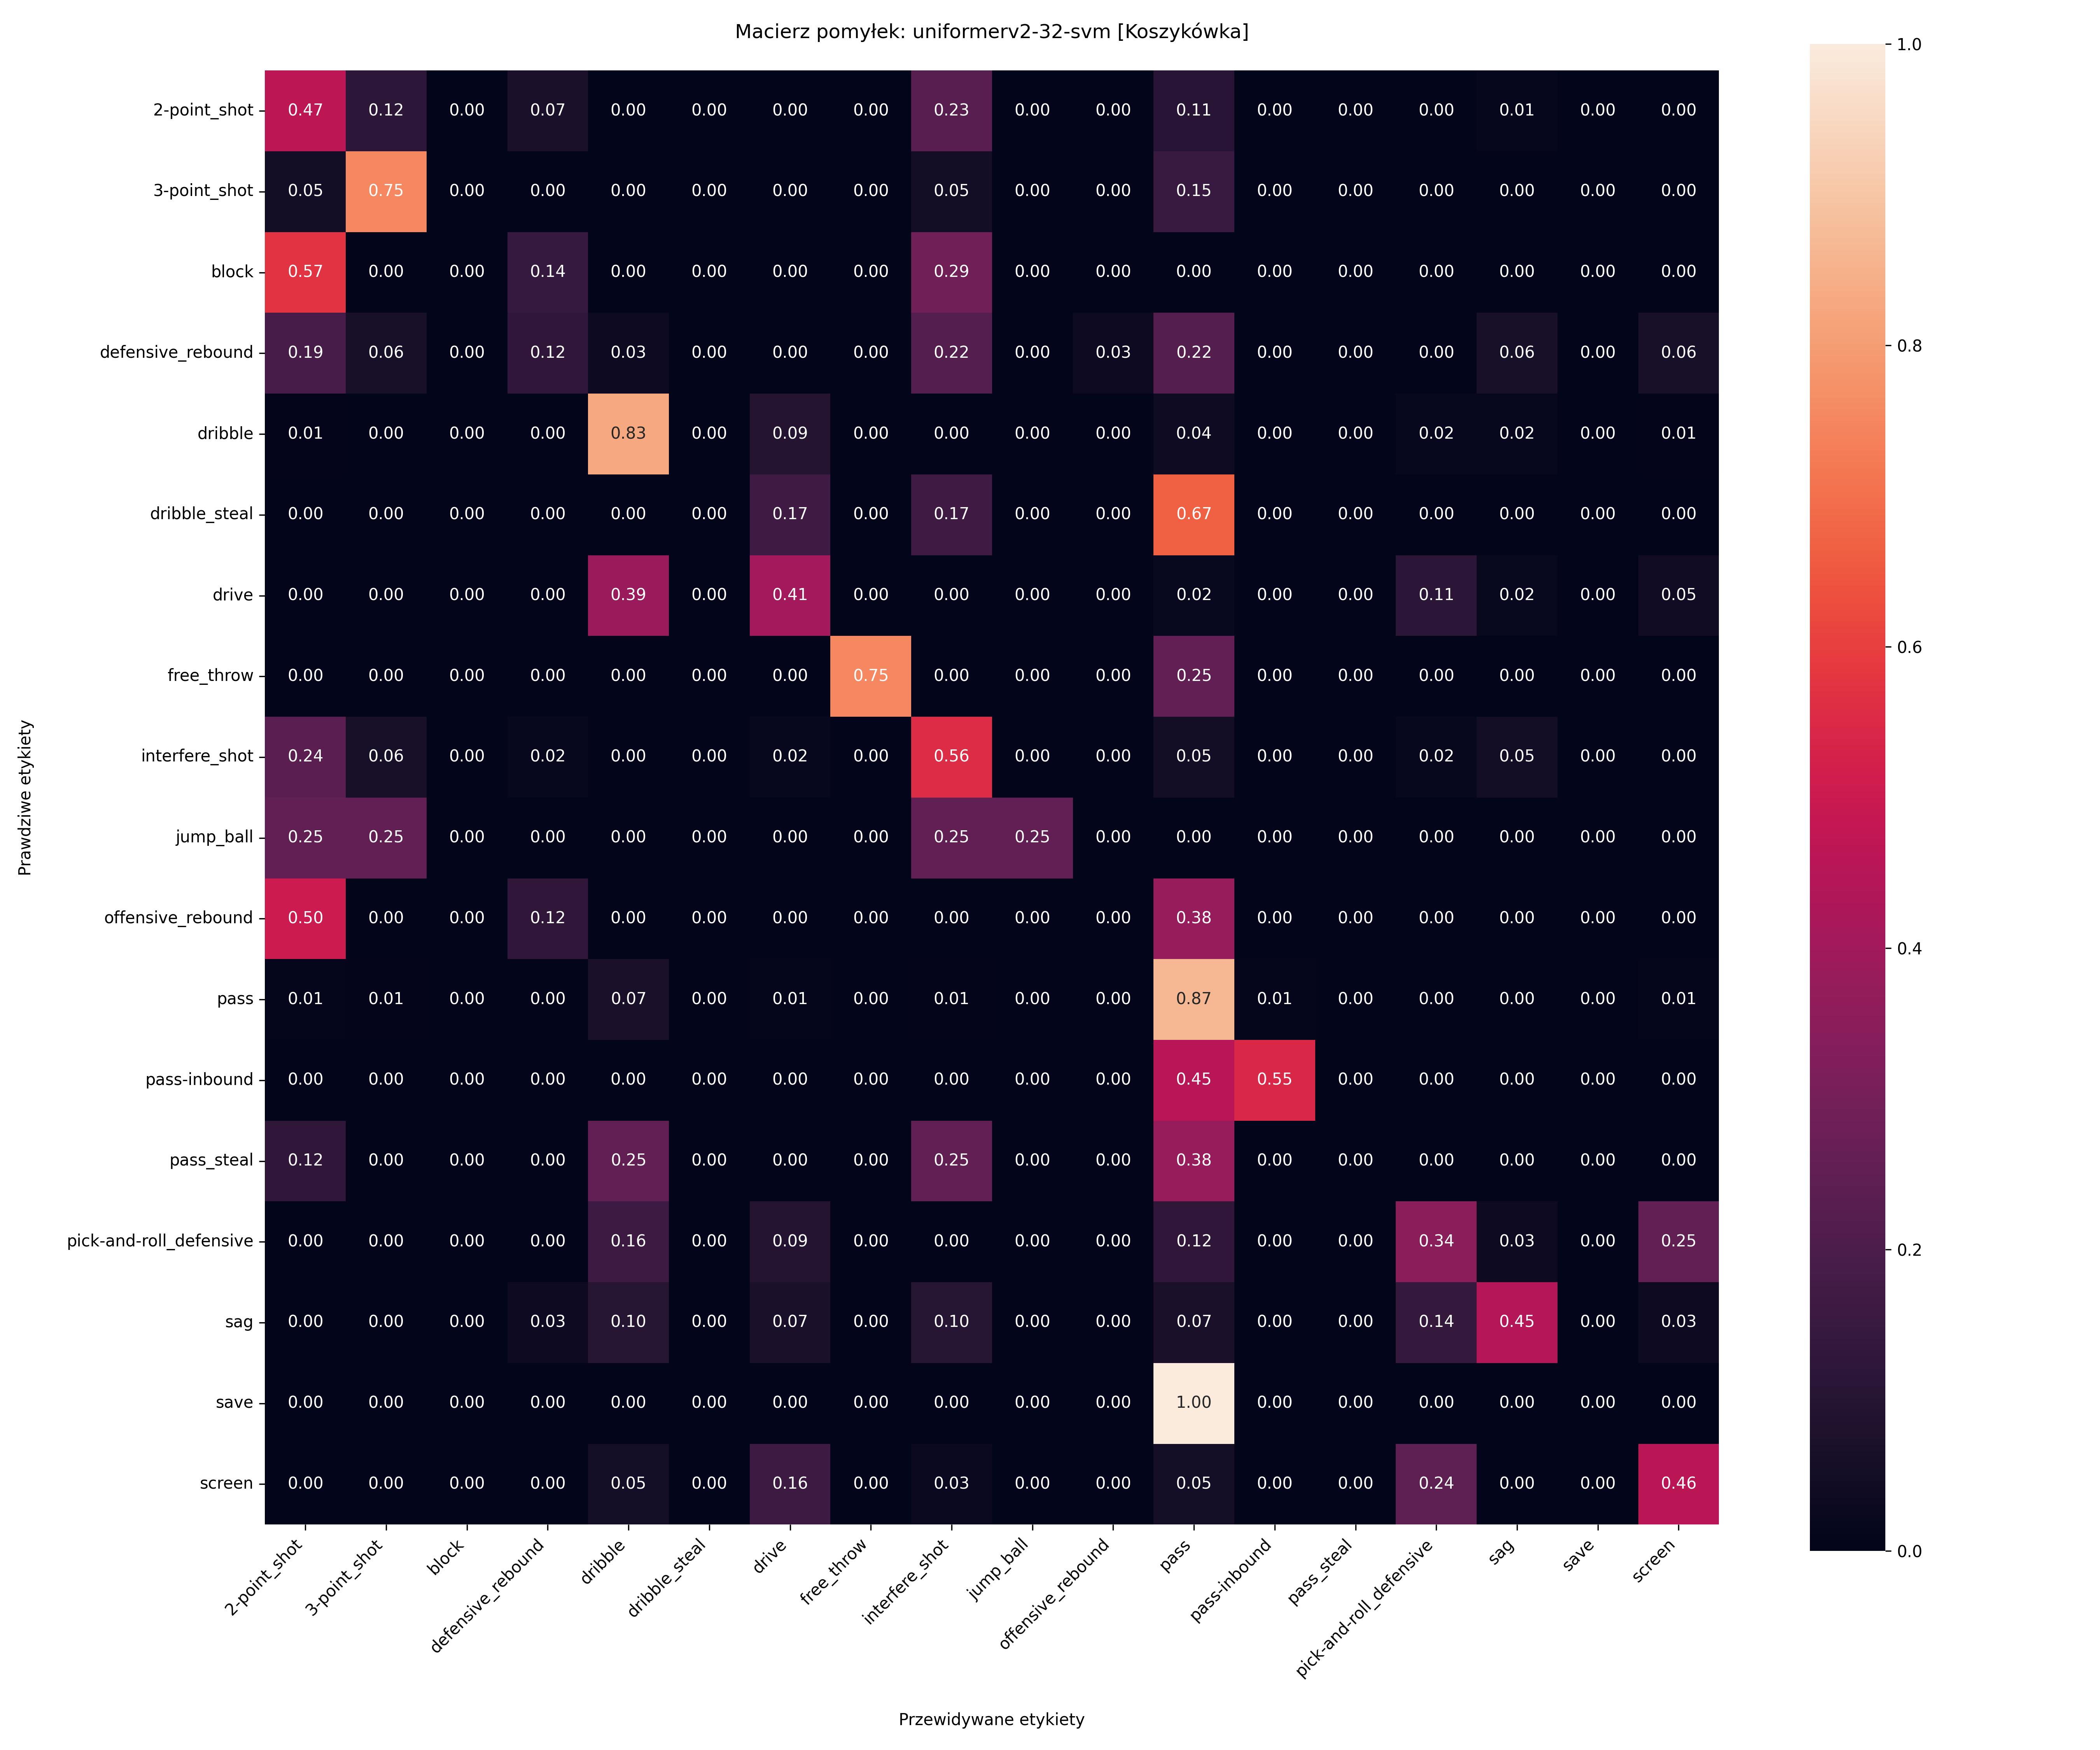 Macierz pomyłek: uniformerv2-32-svm [Koszykówka]
1.0
2-point_shot 0.47 0.12 0.00 0.07 0.00 0.00 0.00 0.00 0.23 0.00 0.00 0.11 0.00 0.00 0.00 0.01 0.00 0.00
3-point_shot 0.05 0.75 0.00 0.00 0.00 0.00 0.00 0.00 0.05 0.00 0.00 0.15 0.00 0.00 0.00 0.00 0.00 0.00
block 0.57 0.00 0.00 0.14 0.00 0.00 0.00 0.00 0.29 0.00 0.00 0.00 0.00 0.00 0.00 0.00 0.00 0.00
0.8
defensive_rebound 0.19 0.06 0.00 0.12 0.03 0.00 0.00 0.00 0.22 0.00 0.03 0.22 0.00 0.00 0.00 0.06 0.00 0.06
dribble 0.01 0.00 0.00 0.00 0.83 0.00 0.09 0.00 0.00 0.00 0.00 0.04 0.00 0.00 0.02 0.02 0.00 0.01
dribble_steal 0.00 0.00 0.00 0.00 0.00 0.00 0.17 0.00 0.17 0.00 0.00 0.67 0.00 0.00 0.00 0.00 0.00 0.00
drive 0.00 0.00 0.00 0.00 0.39 0.00 0.41 0.00 0.00 0.00 0.00 0.02 0.00 0.00 0.11 0.02 0.00 0.05
0.6
free_throw 0.00 0.00 0.00 0.00 0.00 0.00 0.00 0.75 0.00 0.00 0.00 0.25 0.00 0.00 0.00 0.00 0.00 0.00
interfere_shot 0.24 0.06 0.00 0.02 0.00 0.00 0.02 0.00 0.56 0.00 0.00 0.05 0.00 0.00 0.02 0.05 0.00 0.00
Prawdziwe etykiety
jump_ball 0.25 0.25 0.00 0.00 0.00 0.00 0.00 0.00 0.25 0.25 0.00 0.00 0.00 0.00 0.00 0.00 0.00 0.00
offensive_rebound 0.50 0.00 0.00 0.12 0.00 0.00 0.00 0.00 0.00 0.00 0.00 0.38 0.00 0.00 0.00 0.00 0.00 0.00
0.4
pass 0.01 0.01 0.00 0.00 0.07 0.00 0.01 0.00 0.01 0.00 0.00 0.87 0.01 0.00 0.00 0.00 0.00 0.01
pass-inbound 0.00 0.00 0.00 0.00 0.00 0.00 0.00 0.00 0.00 0.00 0.00 0.45 0.55 0.00 0.00 0.00 0.00 0.00
pass_steal 0.12 0.00 0.00 0.00 0.25 0.00 0.00 0.00 0.25 0.00 0.00 0.38 0.00 0.00 0.00 0.00 0.00 0.00
pick-and-roll_defensive 0.00 0.00 0.00 0.00 0.16 0.00 0.09 0.00 0.00 0.00 0.00 0.12 0.00 0.00 0.34 0.03 0.00 0.25
0.2
sag 0.00 0.00 0.00 0.03 0.10 0.00 0.07 0.00 0.10 0.00 0.00 0.07 0.00 0.00 0.14 0.45 0.00 0.03
save 0.00 0.00 0.00 0.00 0.00 0.00 0.00 0.00 0.00 0.00 0.00 1.00 0.00 0.00 0.00 0.00 0.00 0.00
screen 0.00 0.00 0.00 0.00 0.05 0.00 0.16 0.00 0.03 0.00 0.00 0.05 0.00 0.00 0.24 0.00 0.00 0.46
0.0
2-point_shot
3-point_shot
block
defensive_rebound
dribble
dribble_steal
drive
free_throw
interfere_shot
jump_ball
offensive_rebound
pass
pass-inbound
pass_steal
pick-and-roll_defensive
sag
save
screen
Przewidywane etykiety